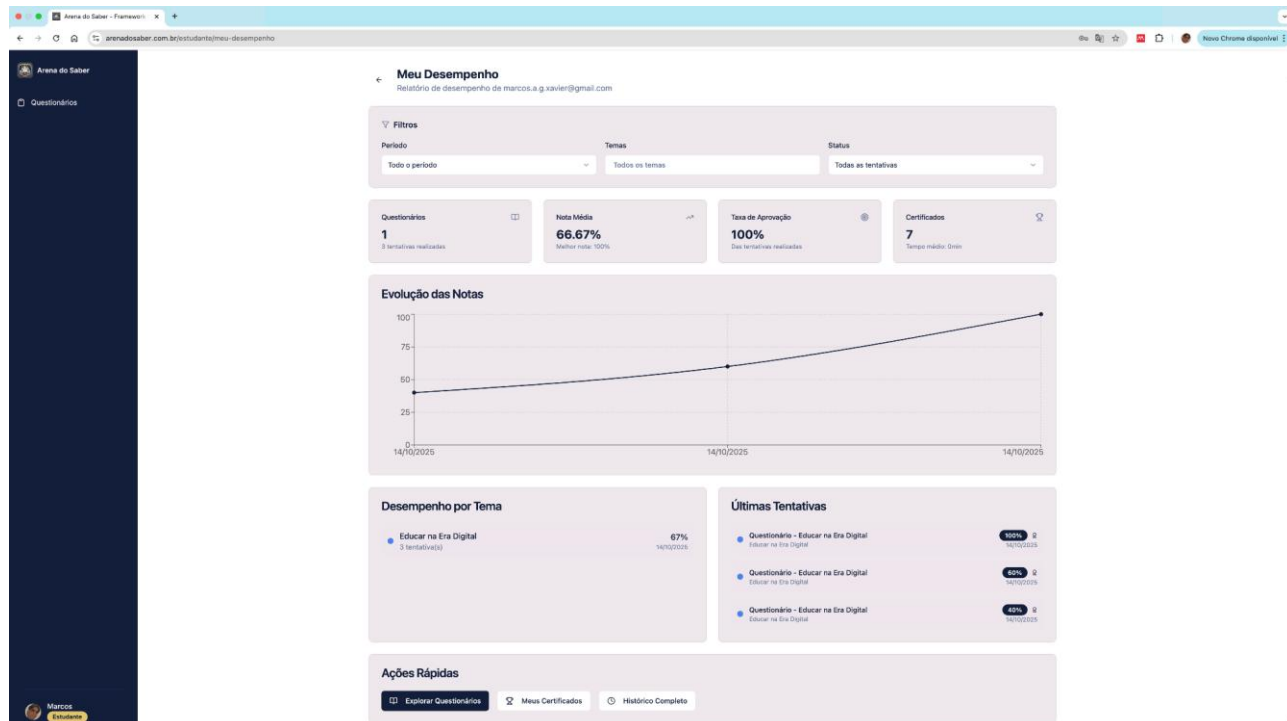 Arena do Saber - Framework
arenadosaber.com.br/estudante/meu-desempenho
Novo Chrome disponível
Arena do Saber
Questionários
Meu Desempenho
Relatório de desempenho de marcos.a.g.xavier@gmail.com
Filtros
Período
Temas
Status
Todo o período
Todos os temas
Todas as tentativas
Questionários
1
3 tentativas realizadas
Nota Média
66.67%
Melhor nota: 100%
Taxa de Aprovação
100%
Das tentativas realizadas
Certificados
7
Tempo médio: 0min
Evolução das Notas
100
75
50
25
0
14/10/2025
14/10/2025
14/10/2025
Desempenho por Tema
Educar na Era Digital
67%
3 tentativa(s)
14/10/2025
Últimas Tentativas
Questionário - Educar na Era Digital
100%
Educar na Era Digital
14/10/2025
Questionário - Educar na Era Digital
60%
Educar na Era Digital
14/10/2025
Questionário - Educar na Era Digital
40%
Educar na Era Digital
14/10/2025
Ações Rápidas
Explorar Questionários
Meus Certificados
Histórico Completo
Marcos
Estudante